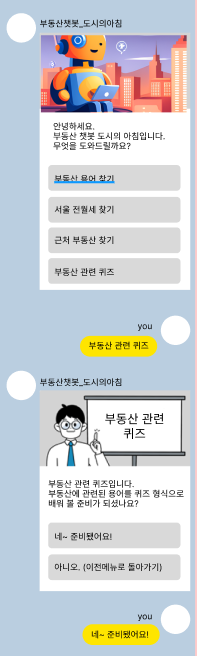 부동산챗봇_도시의아침
안녕하세요.
부동산 챗봇 도시의 아침입니다.
무엇을 도와드릴까요?
부동산 용어 찾기
서울 전월세 찾기
근처 부동산 찾기
부동산 관련 퀴즈
you
부동산 관련 퀴즈
부동산챗봇_도시의아침
부동산 관련
퀴즈
부동산 관련 퀴즈입니다.
부동산에 관련된 용어를 퀴즈 형식으로
배워 볼 준비가 되셨나요?
네~ 준비됐어요!
아니오. (이전메뉴로 돌아가기)
you
네~ 준비됐어요!